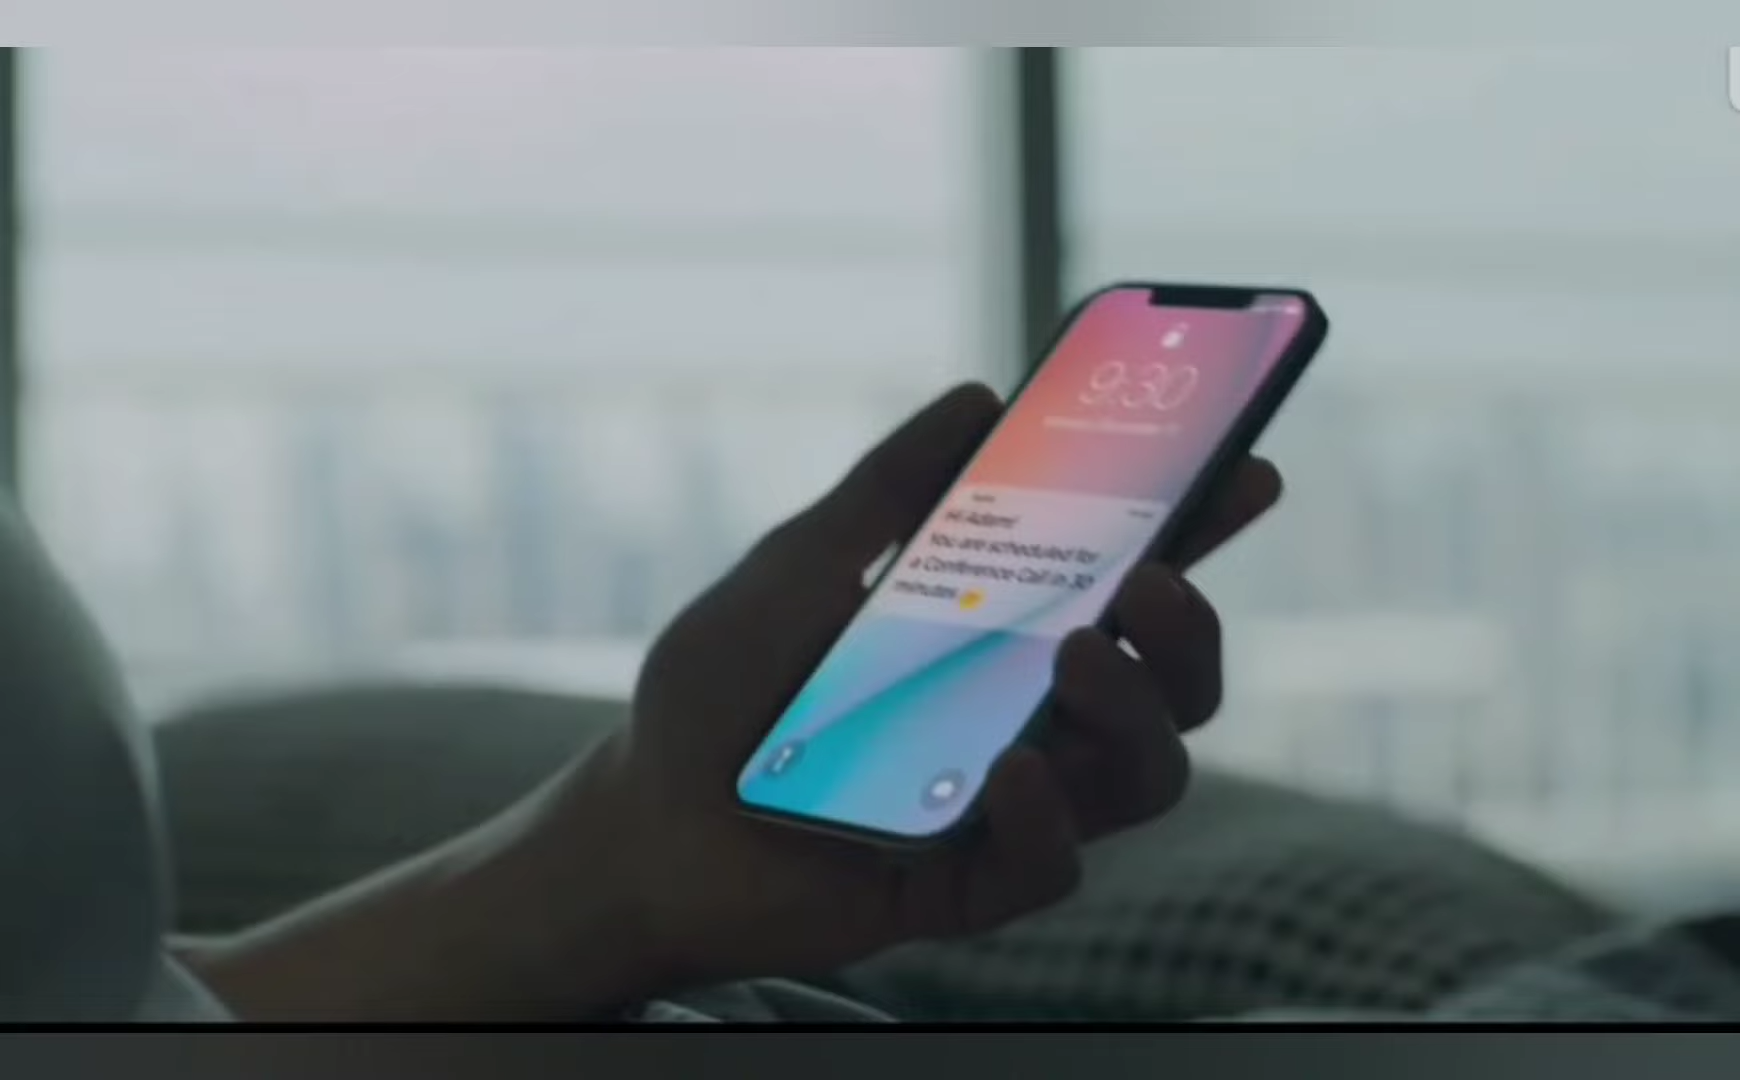 9:30
Hi Adam!
You are scheduled for
a Conference Call in 30
minutes